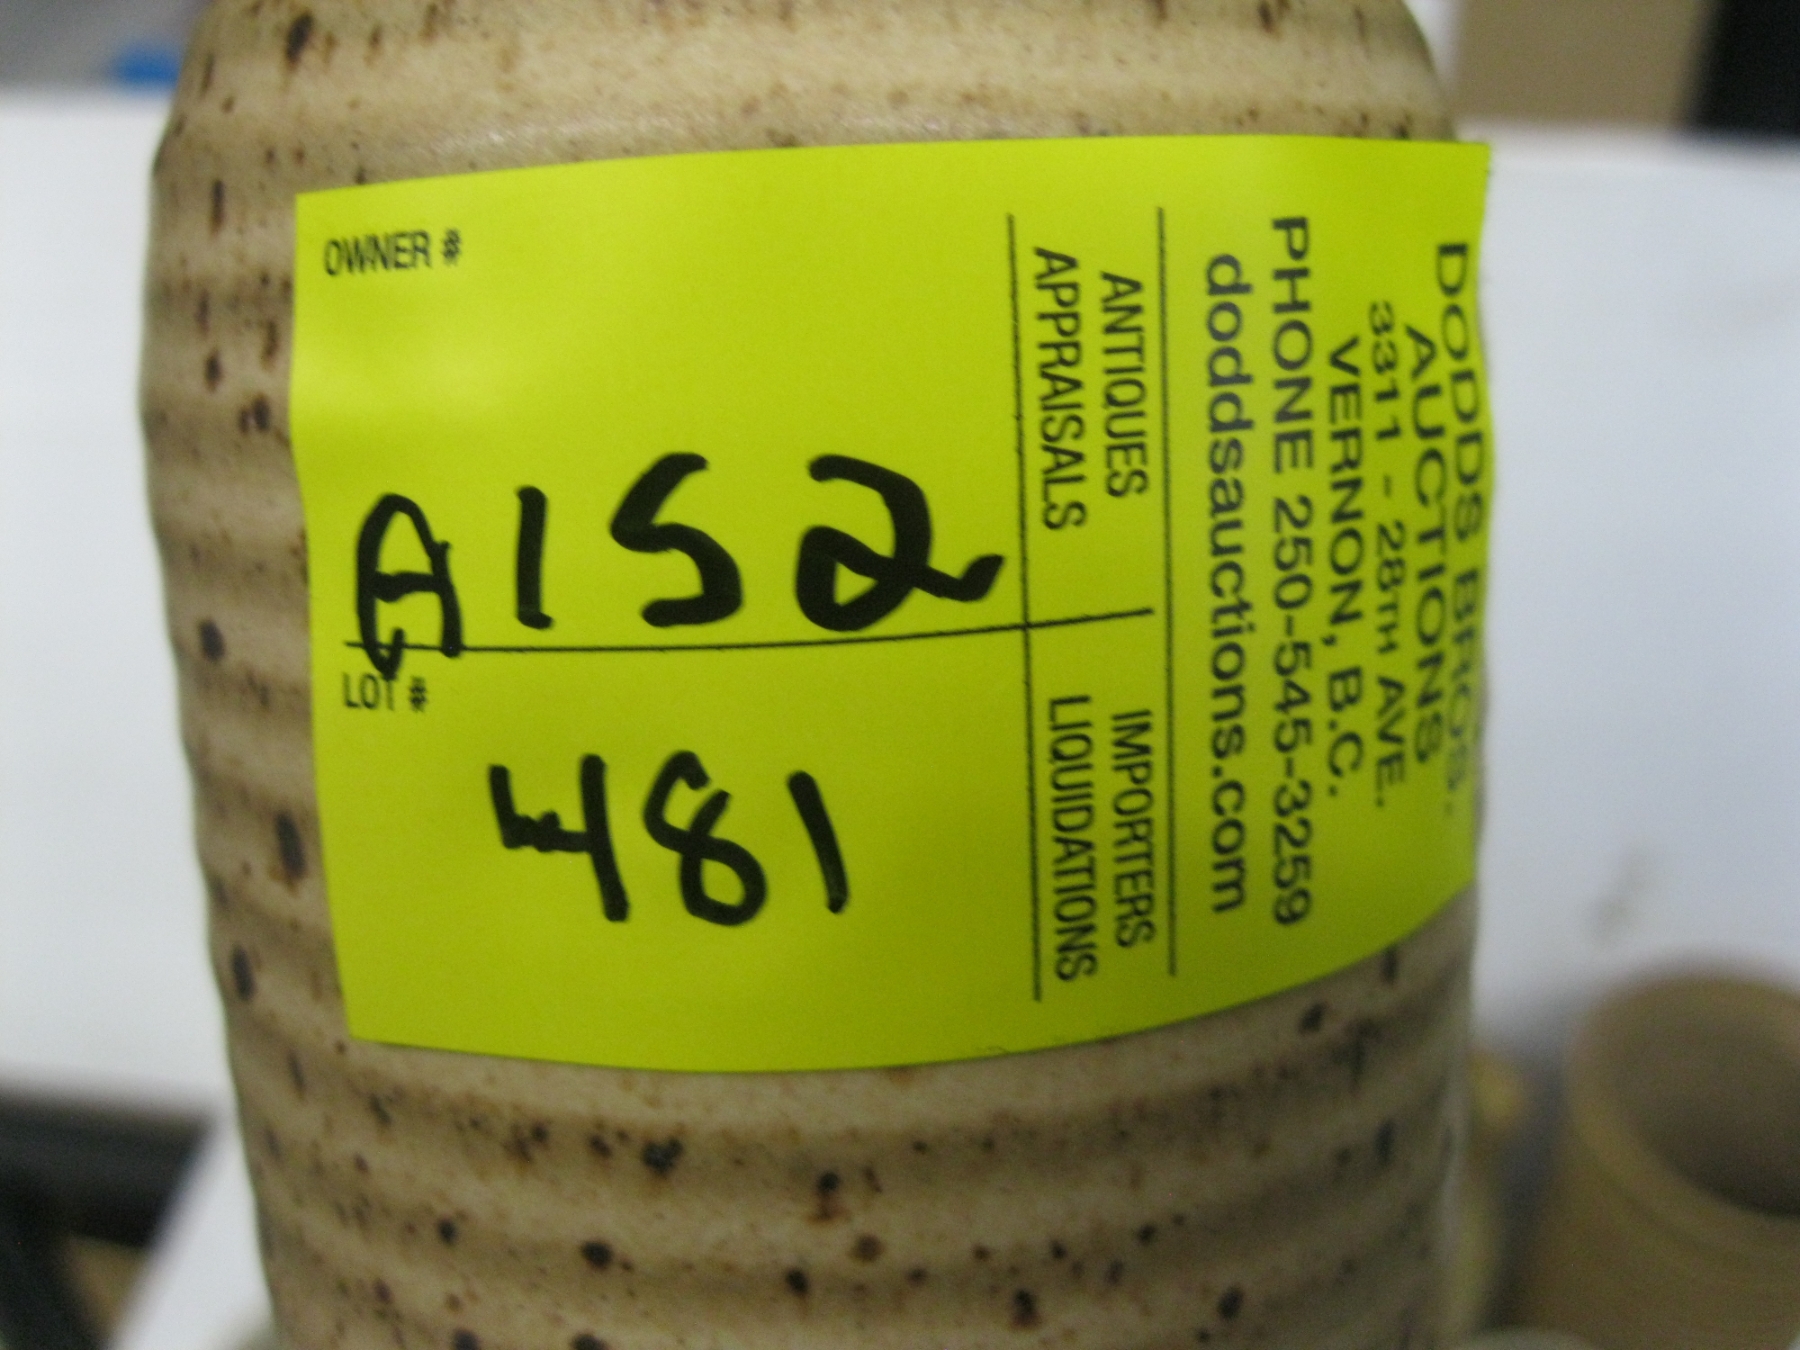 OWNER #
A152
LOT #
481
DODDS BROS.
AUCTIONS
3311 - 28TH AVE.
VERNON, B.C.
PHONE 250-545-3259
doddsauctions.com
ANTIQUES IMPORTERS
APPRAISALS LIQUIDATIONS